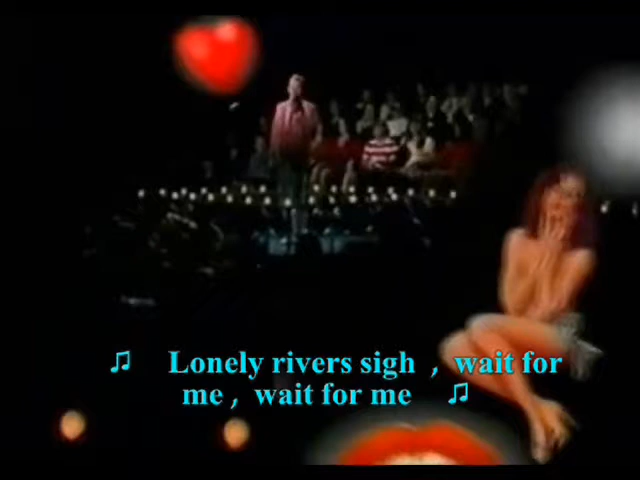 ♫ Lonely rivers sigh , wait for
me , wait for me ♫